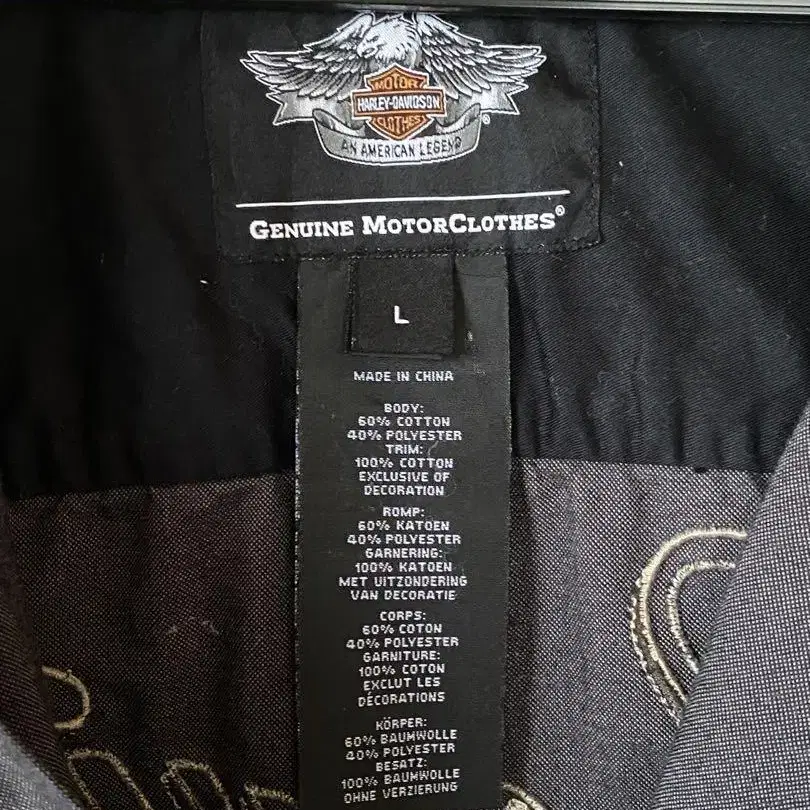 MOTOR
HARLEY-DAVIDSON
CLOTHES
®
AN AMERICAN LEGEND
GENUINE MOTORCLOTHES®
L
MADE IN CHINA
BODY:
60% COTTON
40% POLYESTER
TRIM:
100% COTTON
EXCLUSIVE OF
DECORATION
ROMP:
60% KATOEN
40% POLYESTER
GARNERING:
100% KATOEN
MET UITZONDERING
VAN DECORATIE
CORPS:
60% COTON
40% POLYESTER
GARNITURE:
100% COTON
EXCLUT LES
DÉCORATIONS
KÖRPER:
60% BAUMWOLLE
40% POLYESTER
BESATZ:
100% BAUMWOLLE
OHNE VERZIERUNG